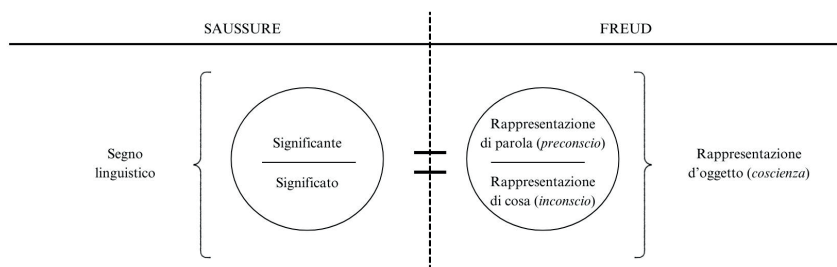 SAUSSURE
FREUD
Segno
linguistico
Significante
Significato
=
Rappresentazione
di parola (preconscio)
Rappresentazione
di cosa (inconscio)
Rappresentazione
d'oggetto (coscienza)